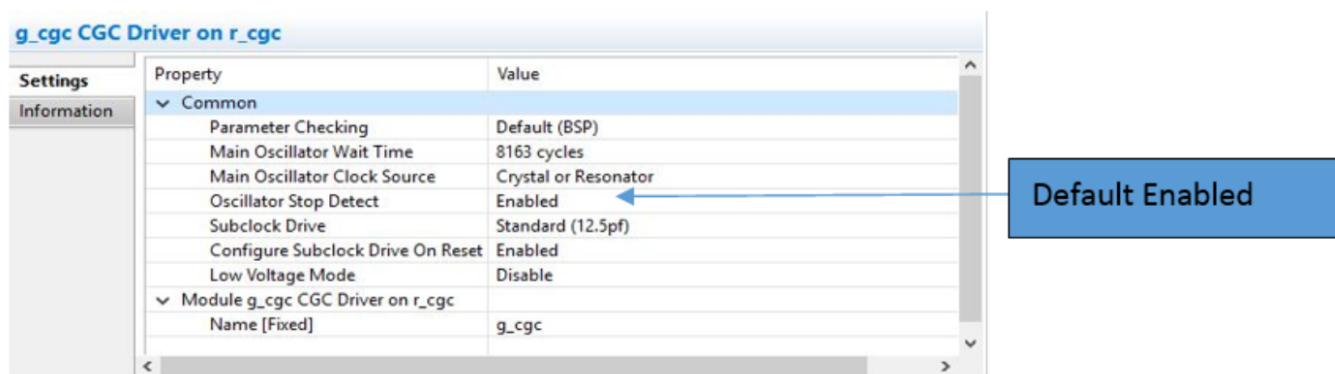 g_cgc CGC Driver on r_cgc
Settings
Information
Property Value
Common
Parameter Checking Default (BSP)
Main Oscillator Wait Time 8163 cycles
Main Oscillator Clock Source Crystal or Resonator
Oscillator Stop Detect Enabled
Subclock Drive Standard (12.5pf)
Configure Subclock Drive On Reset Enabled
Low Voltage Mode Disable
Module g_cgc CGC Driver on r_cgc
Name [Fixed] g_cgc
Default Enabled